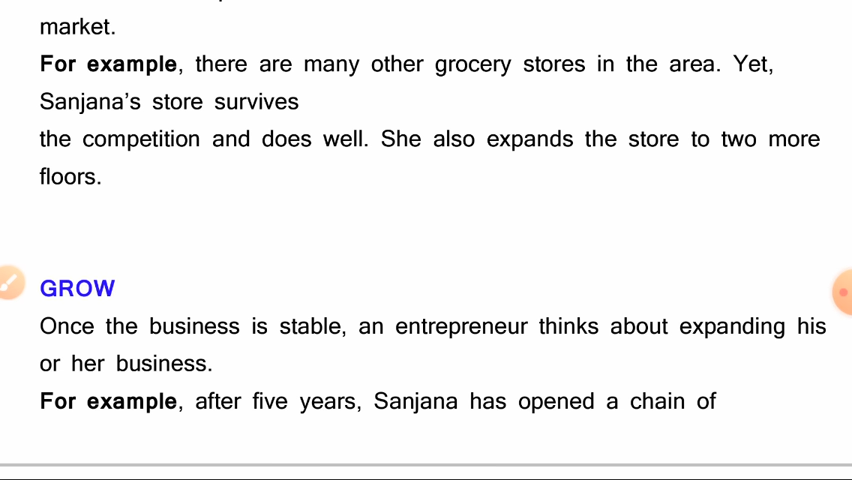 market.
For example, there are many other grocery stores in the area. Yet,
Sanjana’s store survives
the competition and does well. She also expands the store to two more
floors.
GROW
Once the business is stable, an entrepreneur thinks about expanding his
or her business.
For example, after five years, Sanjana has opened a chain of